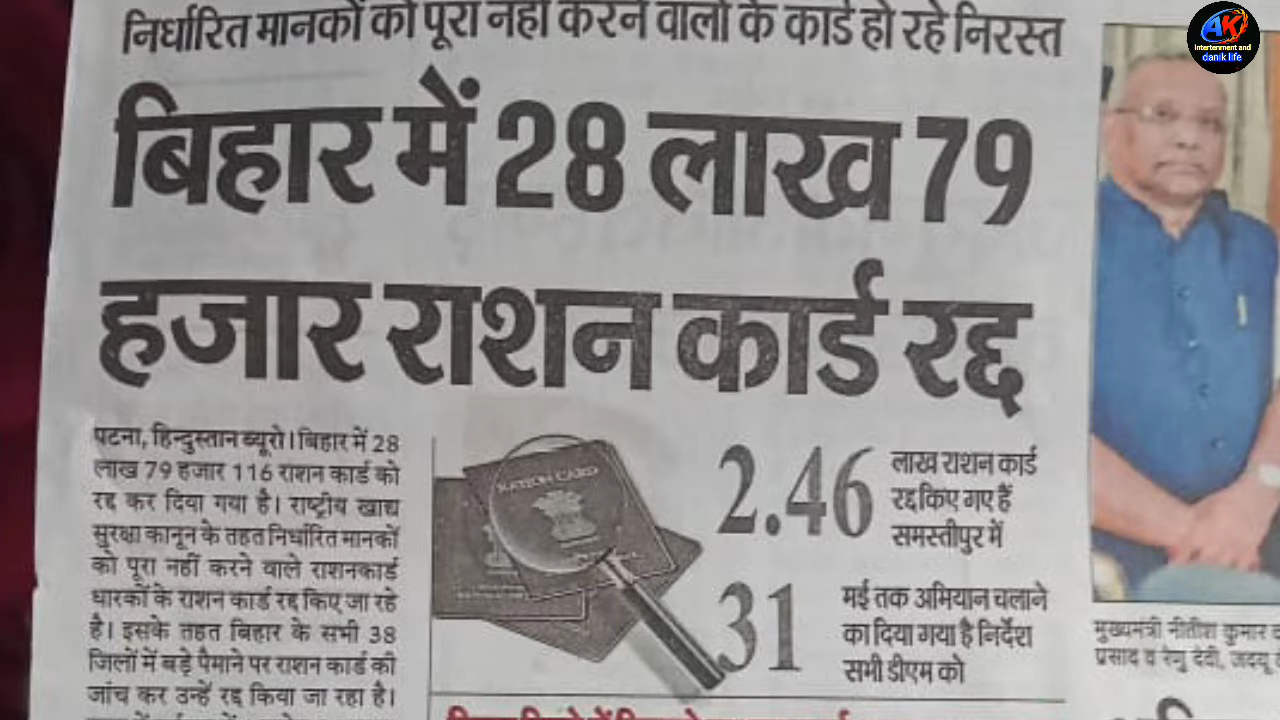 निर्धारित मानकों को पूरा नहीं करने वालों के कार्ड हो रहे निरस्त
बिहार में 28 लाख 79
हजार राशन कार्ड रद्द
पटना, हिन्दुस्तान ब्यूरो। बिहार में 28
लाख 79 हजार 116 राशन कार्ड को
रद्द कर दिया गया है। राष्ट्रीय खाद्य
सुरक्षा कानून के तहत निर्धारित मानकों
को पूरा नहीं करने वाले राशनकार्ड
धारकों के राशन कार्ड रद्द किए जा रहे
है। इसके तहत बिहार के सभी 38
जिलों में बड़े पैमाने पर राशन कार्ड की
जांच कर उन्हें रद्द किया जा रहा है।
RATION CARD
2.46
लाख राशन कार्ड
रद्द किए गए हैं
समस्तीपुर में
31
मई तक अभियान चलाने
का दिया गया है निर्देश
सभी डीएम को
मुख्यमंत्री नीतीश कुमार
प्रसाद व रेणु देवी, जदयू
AK
Intertenment and
danik life